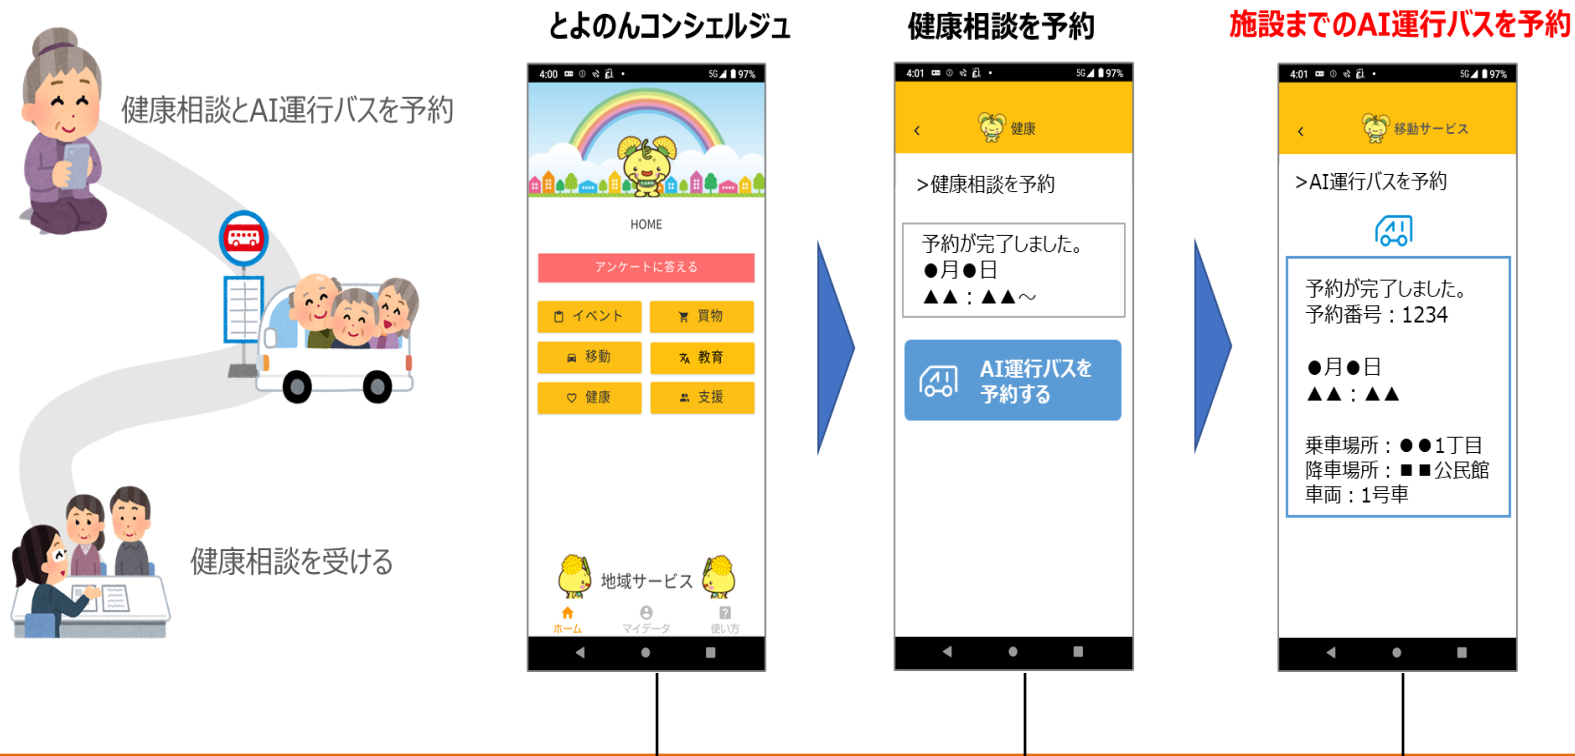 とよのんコンシェルジュ
健康相談を予約
施設までのAI運行バスを予約
健康相談とAI運行バスを予約
健康相談を受ける
4:00
5G 97%
HOME
アンケートに答える
イベント
買物
移動
教育
健康
支援
地域サービス
ホーム
マイデータ
使い方
4:01
5G 97%
健康
>健康相談を予約
予約が完了しました。
●月●日
▲▲：▲▲～
AI運行バスを
予約する
4:01
5G 97%
移動サービス
>AI運行バスを予約
予約が完了しました。
予約番号：1234
●月●日
▲▲：▲▲
乗車場所：●●1丁目
降車場所：■■公民館
車両：1号車